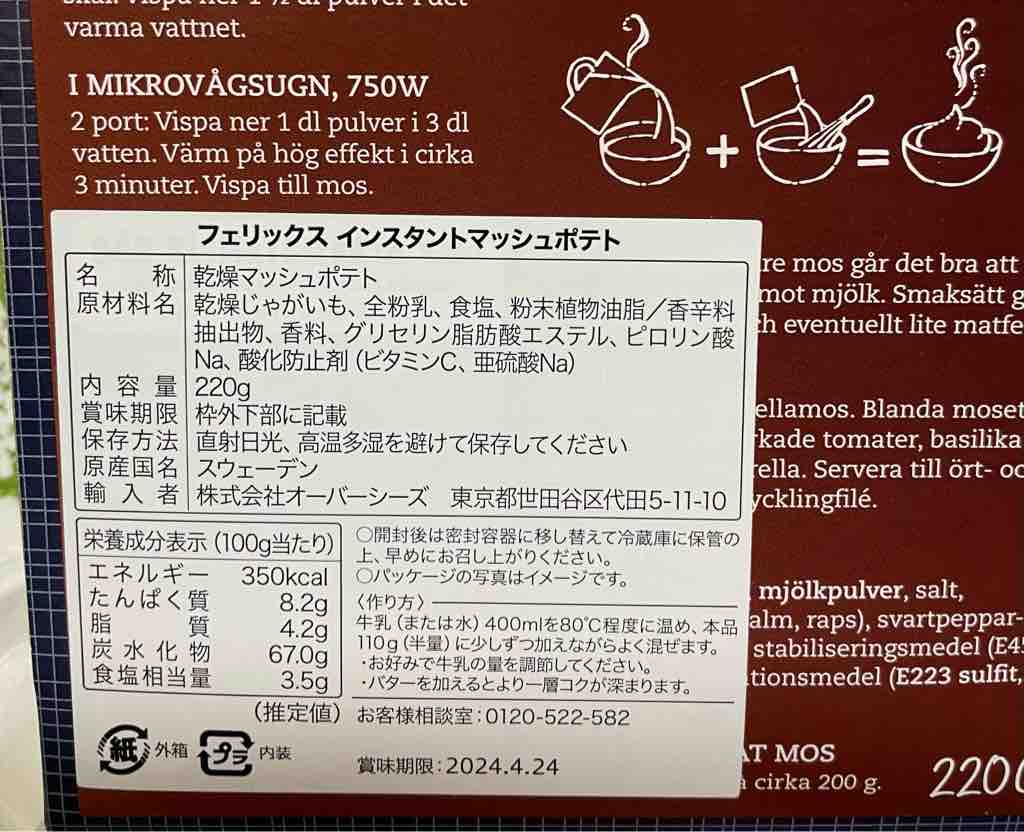 varma vattnet.
I MIKROVÅGSUGN, 750W
2 port: Vispa ner 1 dl pulver i 3 dl
vatten. Värm på hög effekt i cirka
3 minuter. Vispa till mos.
+
=
フェリックス インスタントマッシュポテト
名 称 乾燥マッシュポテト
原材料名 乾燥じゃがいも、全粉乳、食塩、粉末植物油脂／香辛料
抽出物、香料、グリセリン脂肪酸エステル、ピロリン酸
Na、酸化防止剤（ビタミンC、亜硫酸Na）
内 容 量 220g
賞味期限 枠外下部に記載
保存方法 直射日光、高温多湿を避けて保存してください
原産国名 スウェーデン
輸 入 者 株式会社オーバーシーズ 東京都世田谷区代田5-11-10
栄養成分表示（100g当たり）
エネルギー 350kcal
たんぱく質 8.2g
脂 質 4.2g
炭 水 化 物 67.0g
食塩相当量 3.5g
（推定値）
○開封後は密封容器に移し替えて冷蔵庫に保管の
上、早めにお召し上がりください。
○パッケージの写真はイメージです。
〈作り方〉
牛乳（または水）400mlを80℃程度に温め、本品
110g（半量）に少しずつ加えながらよく混ぜます。
・お好みで牛乳の量を調節してください。
・バターを加えるとより一層コクが深まります。
お客様相談室：0120-522-582
紙 外箱 プラ 内装
賞味期限：2024.4.24
re mos går det bra att
mot mjölk. Smaksätt
h eventuellt lite matfe
ellamos. Blanda moset
kade tomater, basilika
ella. Servera till ört- oc
ycklingfilé.
mjölkpulver, salt,
alm, raps), svartpeppar-
stabiliseringsmedel (E4
tionsmedel (E223 sulfit,
AT MOS
cirka 200 g.
220